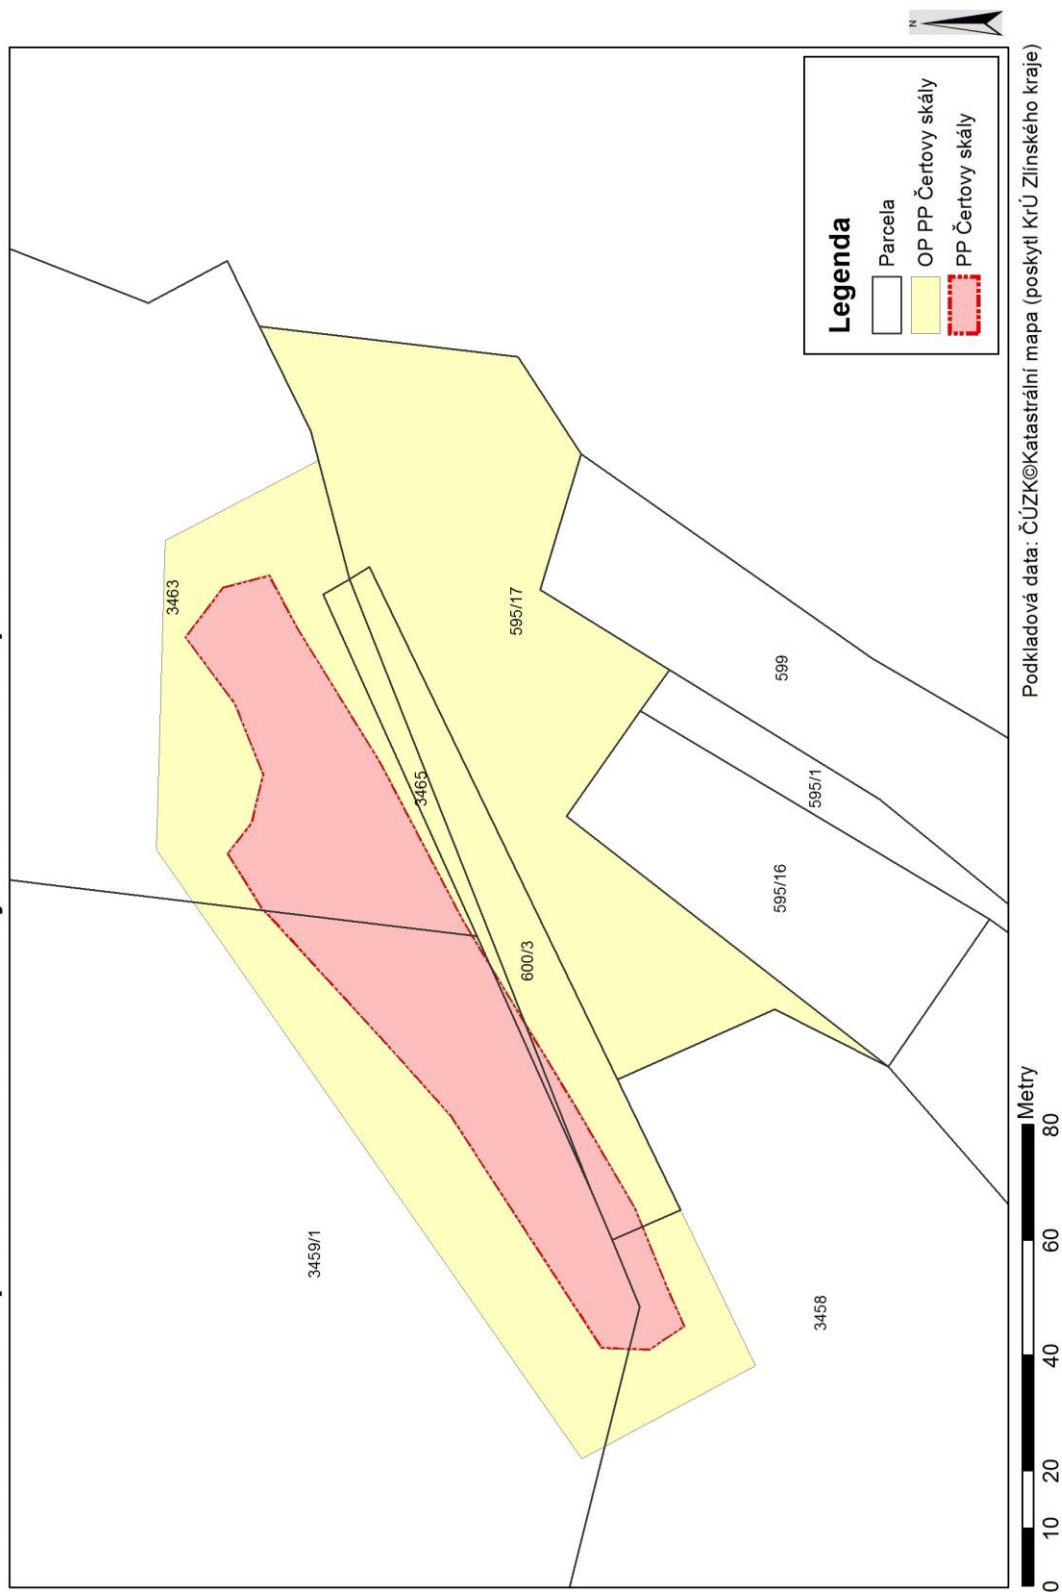 3463
3459/1
3465
595/17
600/3
599
595/16
595/1
3458
Legenda
Parcela
OP PP Čertovy skály
PP Čertovy skály
N
Metry
0 10 20 40 60 80
Podkladová data: ČÚZK©Katastrální mapa (poskytl KrÚ Zlínského kraje)